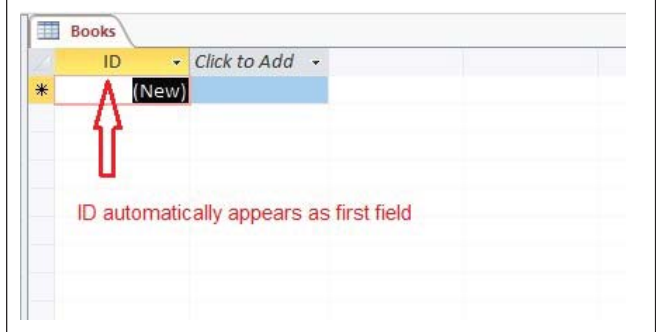 Books
ID Click to Add
* (New)
ID automatically appears as first field